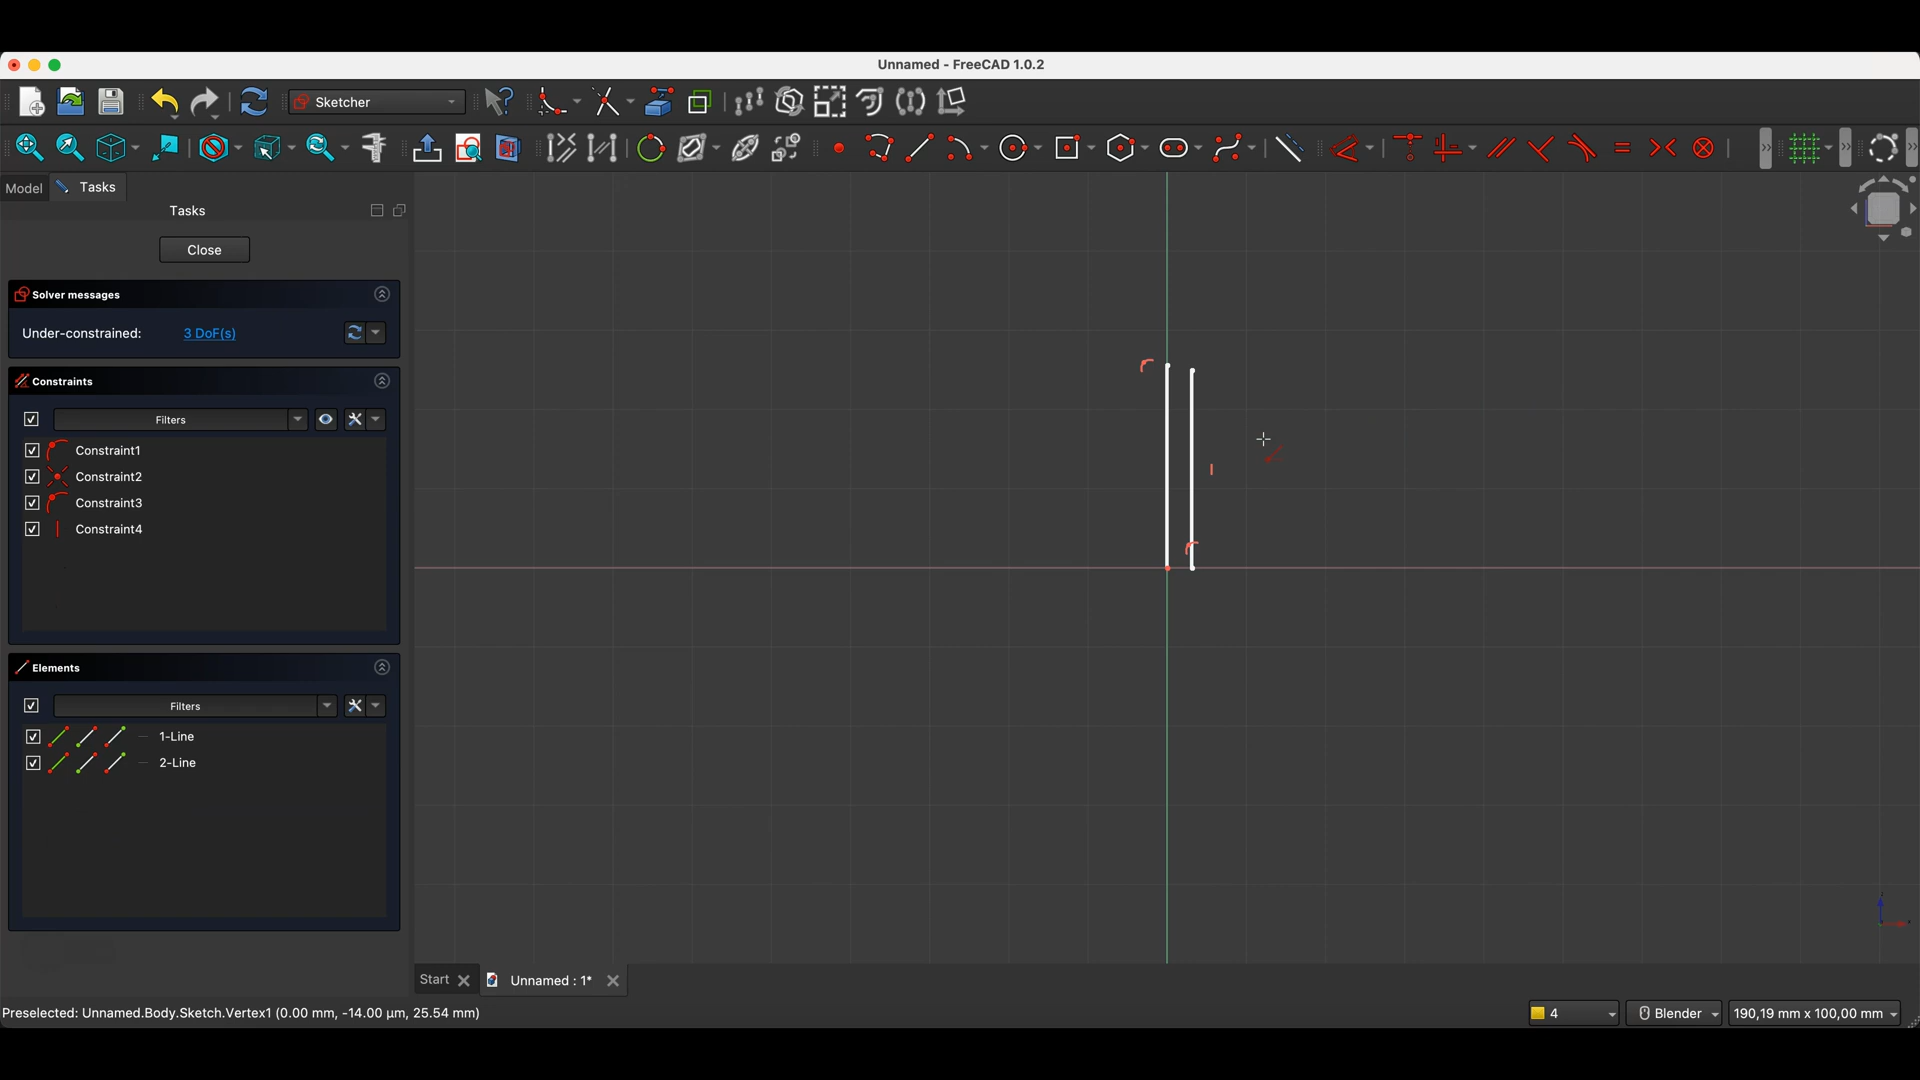 Unnamed - FreeCAD 1.0.2
Sketcher
Model
Tasks
Tasks
Close
Solver messages
Under-constrained: 3 DoF(s)
Constraints
Filters
Constraint1
Constraint2
Constraint3
Constraint4
Elements
Filters
1-Line
2-Line
Start
Unnamed : 1*
Preselected: Unnamed.Body.Sketch.Vertex1 (0.00 mm, -14.00 µm, 25.54 mm)
4
Blender
190,19 mm x 100,00 mm